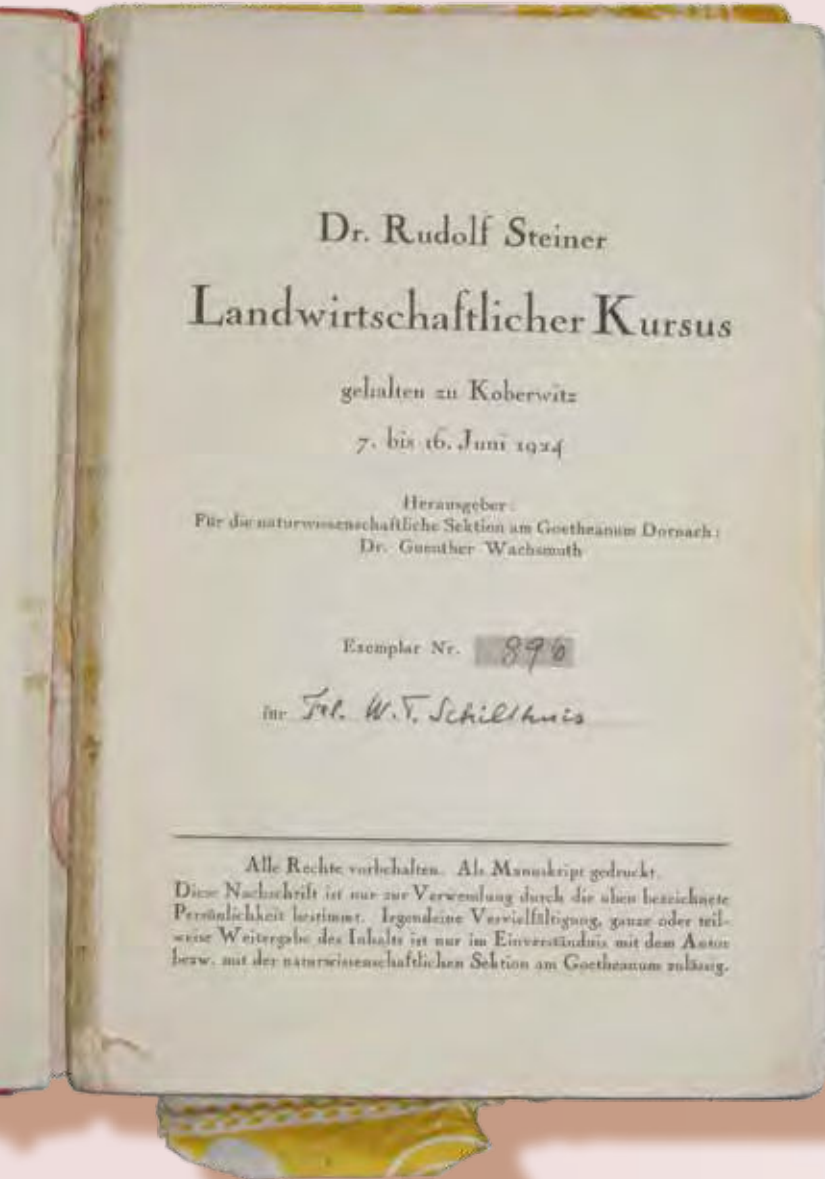 Dr. Rudolf Steiner
Landwirtschaftlicher Kursus
gehalten zu Koberwitz
7. bis 16. Juni 1924
Herausgeber:
Für die naturwissenschaftliche Sektion am Goetheanum Dornach:
Dr. Guenther Wachsmuth
Exemplar Nr. 896
für Frl. W. T. Schilthuis
Alle Rechte vorbehalten. Als Manuskript gedruckt.
Diese Nachschrift ist nur zur Verwendung durch die oben bezeichnete
Persönlichkeit bestimmt. Irgendeine Vervielfältigung, ganze oder teil-
weise Weitergabe des Inhalts ist nur im Einverständnis mit dem Autor
bezw. mit der naturwissenschaftlichen Sektion am Goetheanum zulässig.